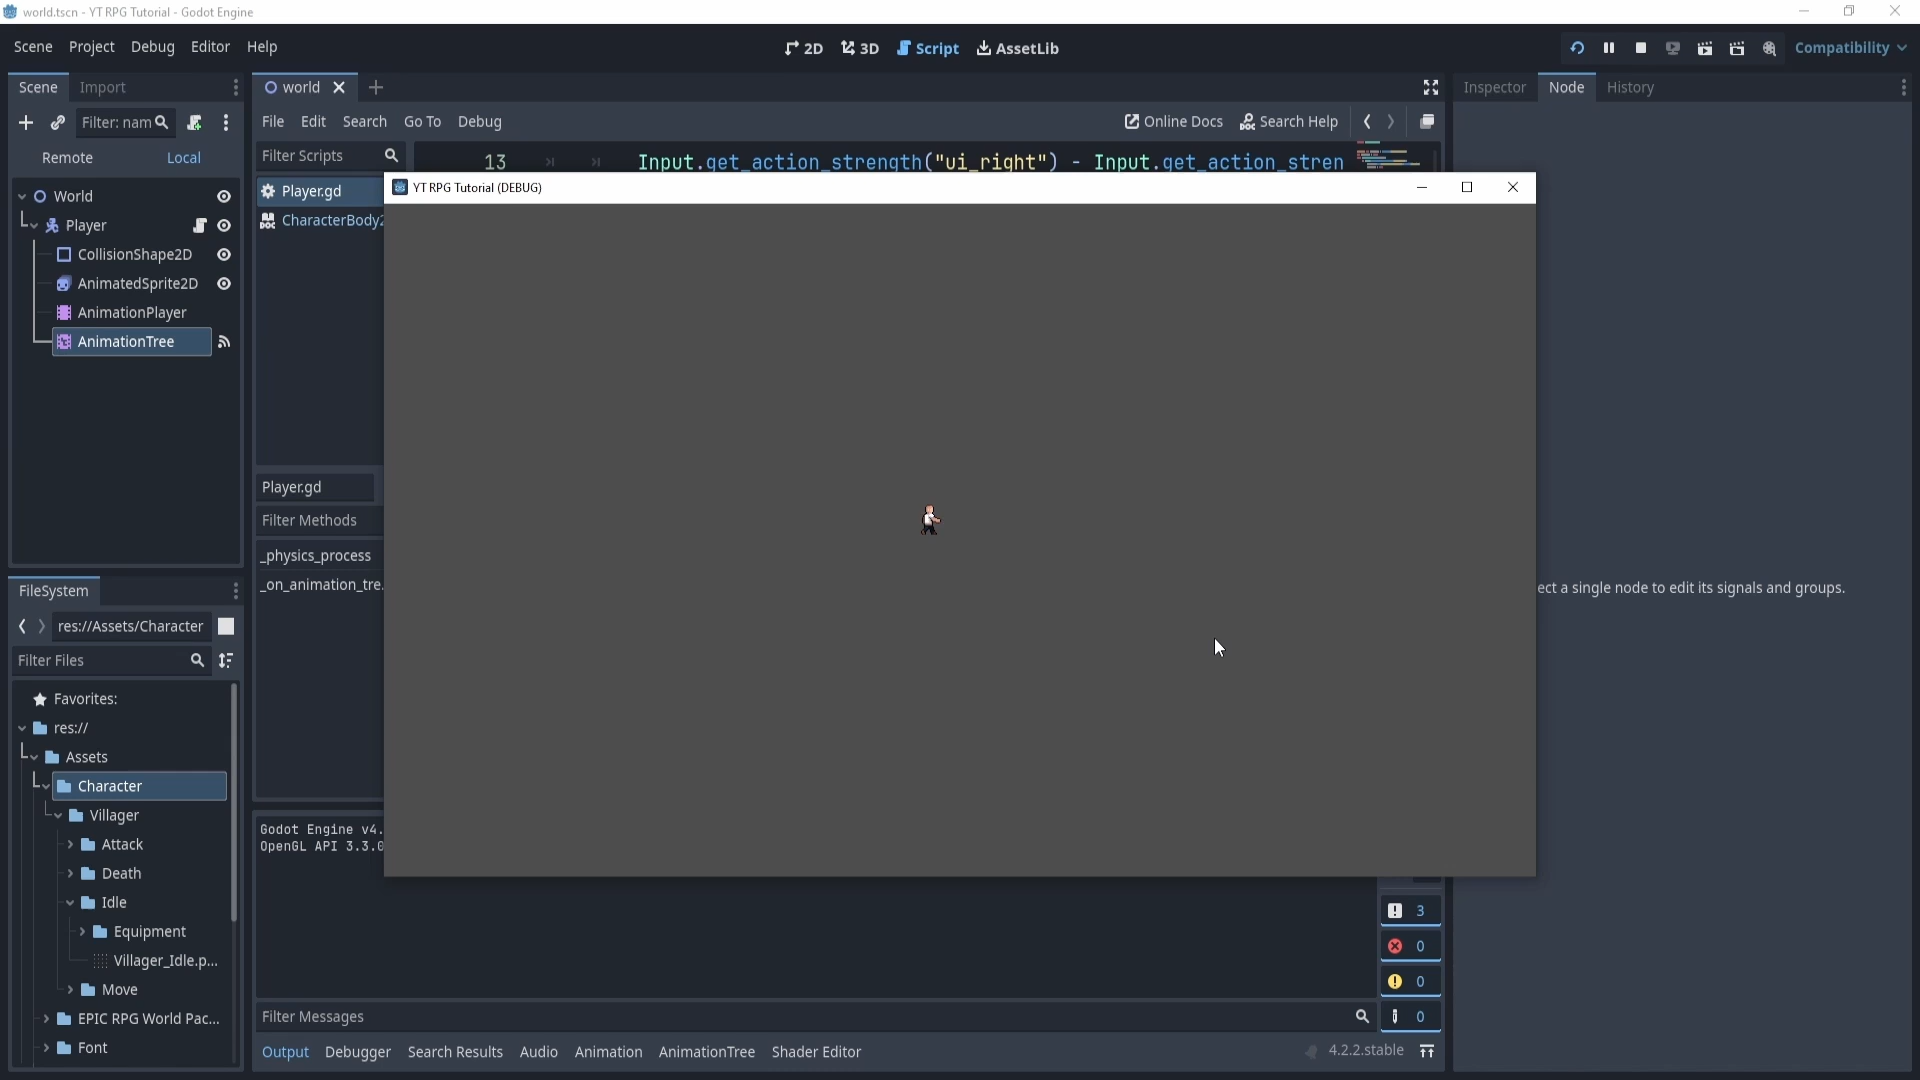 world.tscn - YT RPG Tutorial - Godot Engine
Scene Project Debug Editor Help
2D 3D Script AssetLib
Compatibility
Scene Import
world
Inspector Node History
Filter: nam
File Edit Search Go To Debug
Online Docs Search Help
Remote Local
Filter Scripts
13 Input.get_action_strength("ui_right") - Input.get_action_stren
World
Player
CollisionShape2D
AnimatedSprite2D
AnimationPlayer
AnimationTree
Player.gd
CharacterBody2
YT RPG Tutorial (DEBUG)
Player.gd
Filter Methods
_physics_process
_on_animation_tre.
ect a single node to edit its signals and groups.
FileSystem
res://Assets/Character
Filter Files
Favorites:
res://
Assets
Character
Villager
Attack
Death
Idle
Equipment
Villager_Idle.p...
Move
EPIC RPG World Pac...
Font
Godot Engine v4.
OpenGL API 3.3.0
3
0
0
0
Filter Messages
Output Debugger Search Results Audio Animation AnimationTree Shader Editor
4.2.2.stable